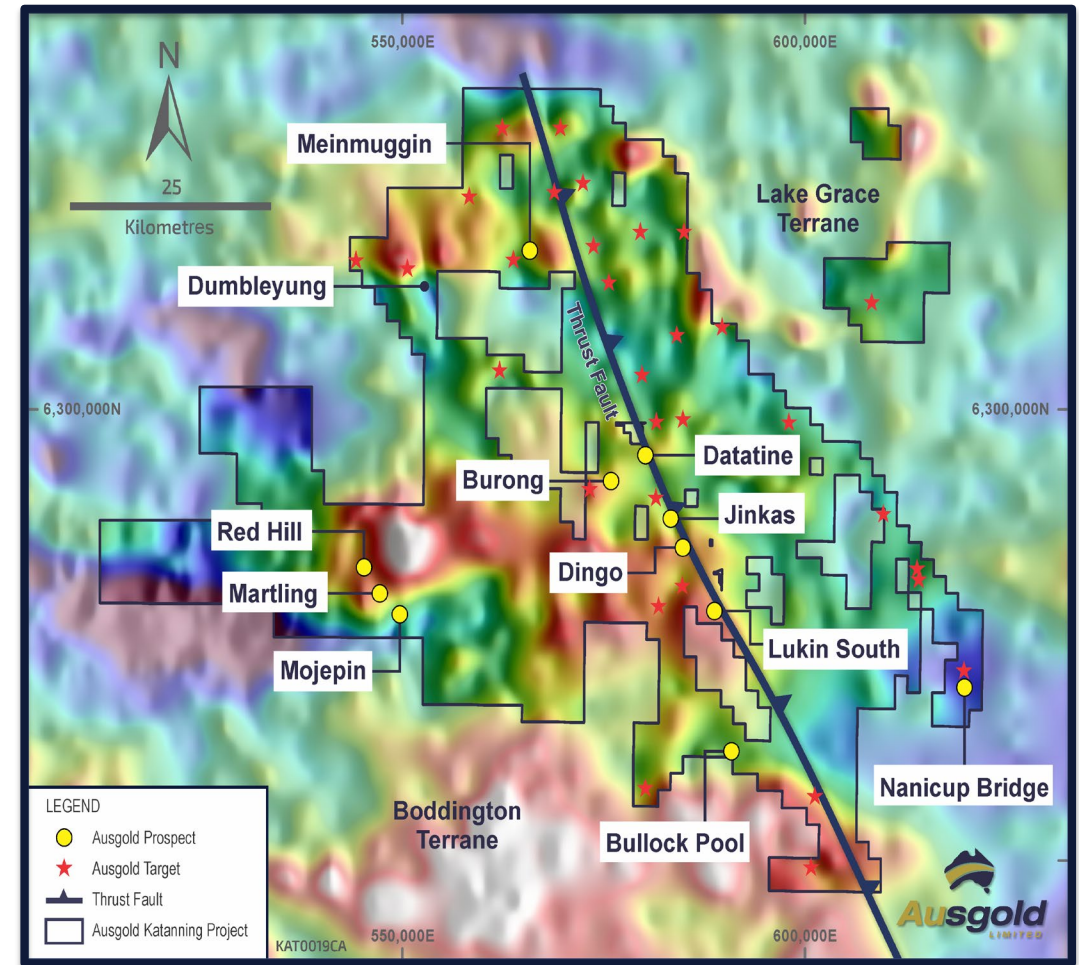 550,000E
600,000E
N
Meinmuggin
25
Kilometres
Lake Grace
Terrane
Dumbleyung
Thrust Fault
6,300,000N
6,300,000N
Datatine
Burong
Jinkas
Red Hill
Dingo
Martling
Lukin South
Mojepin
Nanicup Bridge
Boddington
Terrane
Bullock Pool
LEGEND
Ausgold Prospect
Ausgold Target
Thrust Fault
Ausgold Katanning Project
KAT0019CA
550,000E
600,000E
Ausgold
LIMITED